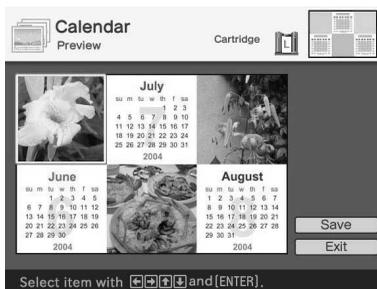 Calendar
Preview
Cartridge
L
July
su m tu w th f sa
1 2 3
4 5 6 7 8 9 10
11 12 13 14 15 16 17
18 19 20 21 22 23 24
25 26 27 28 29 30 31
2004
June
su m tu w th f sa
1 2 3 4 5
6 7 8 9 10 11 12
13 14 15 16 17 18 19
20 21 22 23 24 25 26
27 28 29 30
2004
August
su m tu w th f sa
1 2 3 4 5 6 7
8 9 10 11 12 13 14
15 16 17 18 19 20 21
22 23 24 25 26 27 28
29 30 31
2004
Save
Exit
Select item with ←→↑↓ and [ENTER].